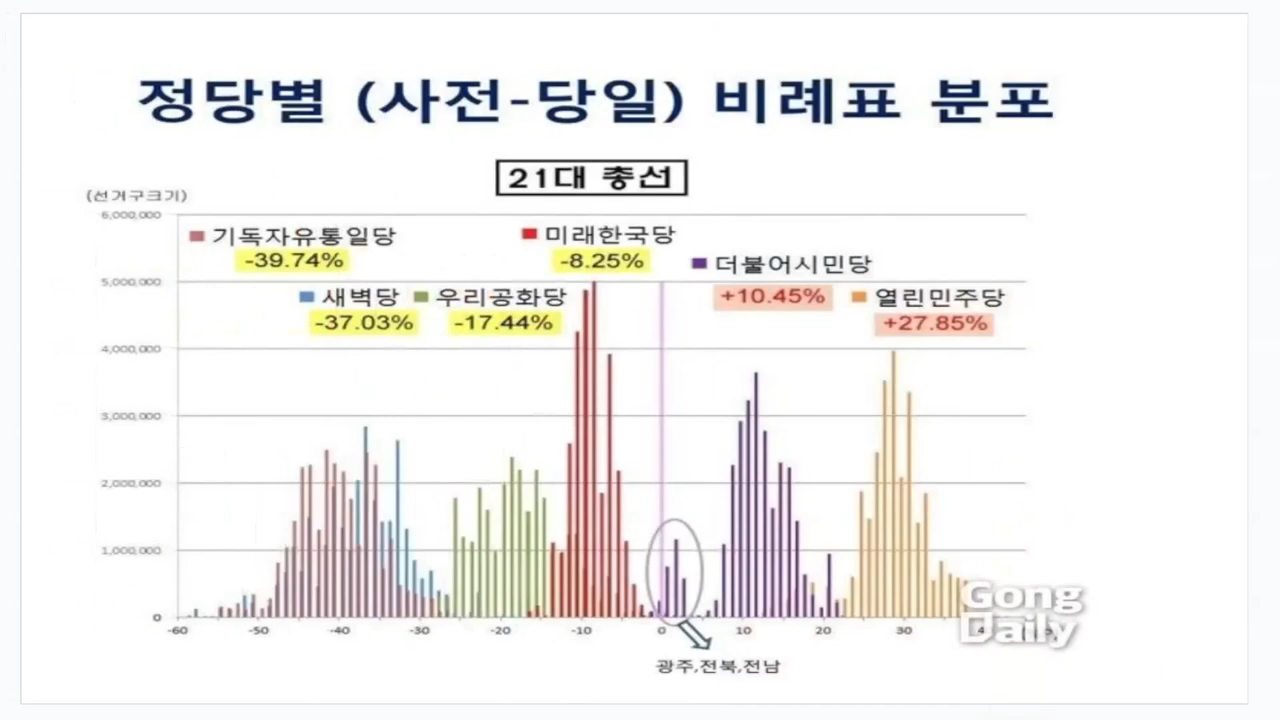 정당별 (사전-당일) 비례표 분포
21대 총선
(선거구크기)
6,000,000
기독자유통일당
미래한국당
-39.74%
-8.25%
더불어시민당
5,000,000
새벽당
우리공화당
+10.45%
열린민주당
-37.03%
-17.44%
+27.85%
4,000,000
3,000,000
2,000,000
1,000,000
0
-60 -50 -40 -30 -20 -10 0 10 20 30
Gong
Daily
광주,전북,전남